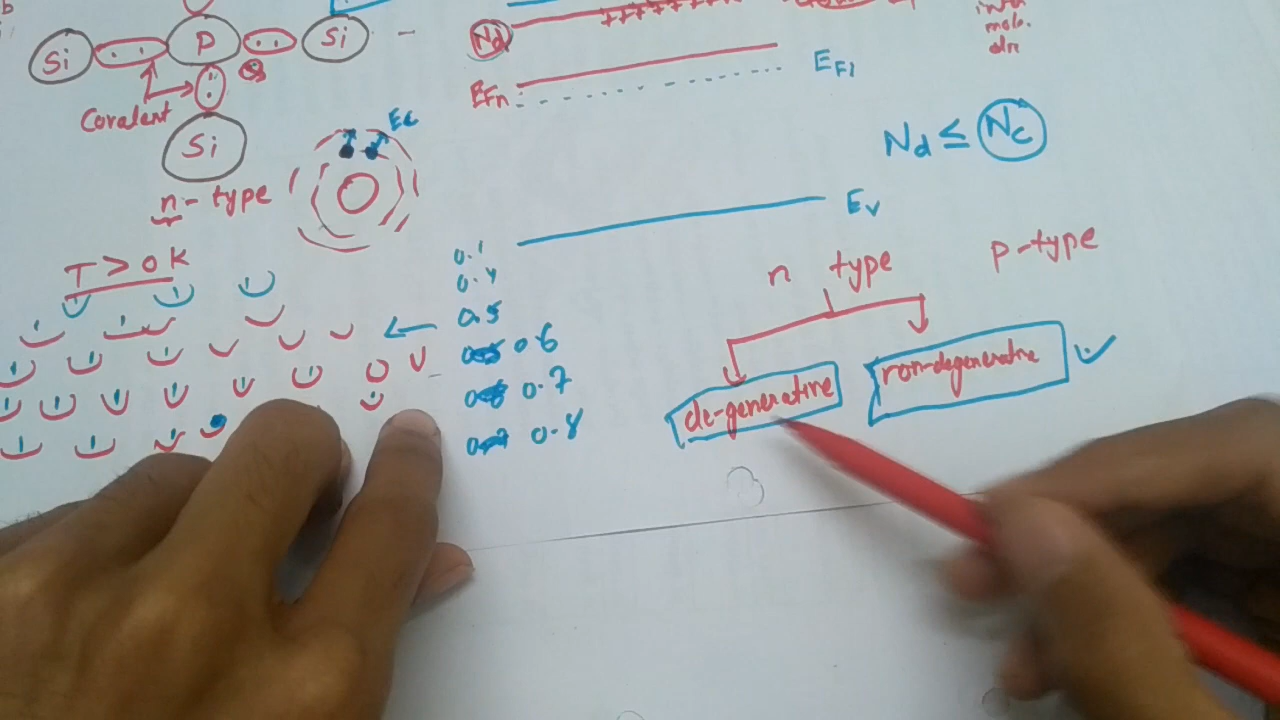 b
Si P Si
Covalent
Si
n-type
Ec
Nd +++++++
EFn EFi
Nd ≤ Nc
Ev
T > 0 K
0.1
0.4
0.5
0.6
0.7
0.8
n type
p-type
de-generative
non-degenerative